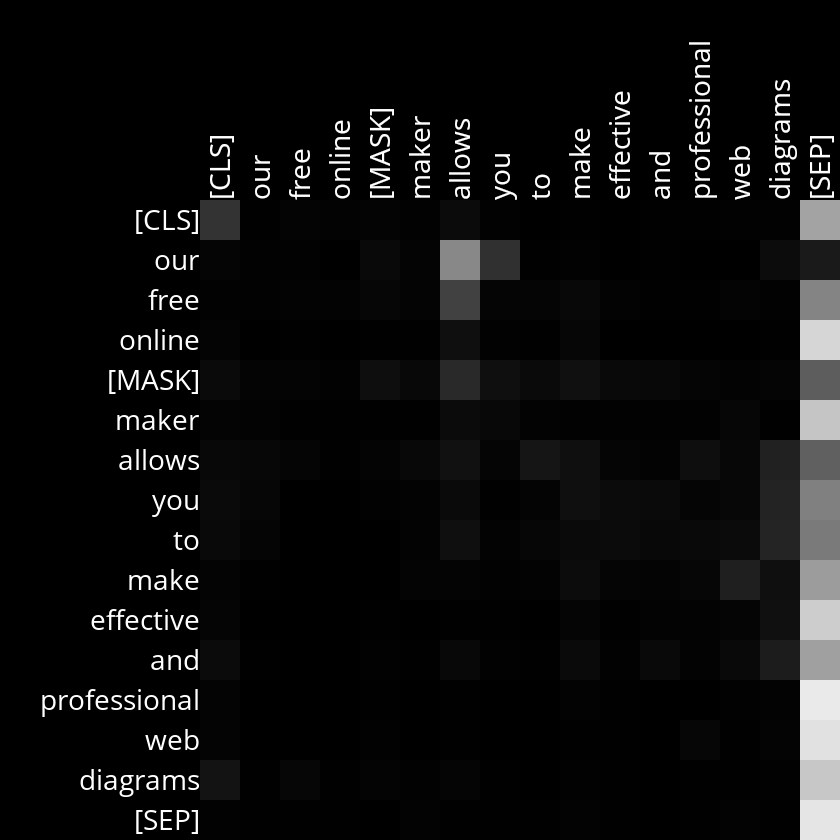 [CLS] our free online [MASK] maker allows you to make effective and professional web diagrams [SEP]
[CLS]
our
free
online
[MASK]
maker
allows
you
to
make
effective
and
professional
web
diagrams
[SEP]